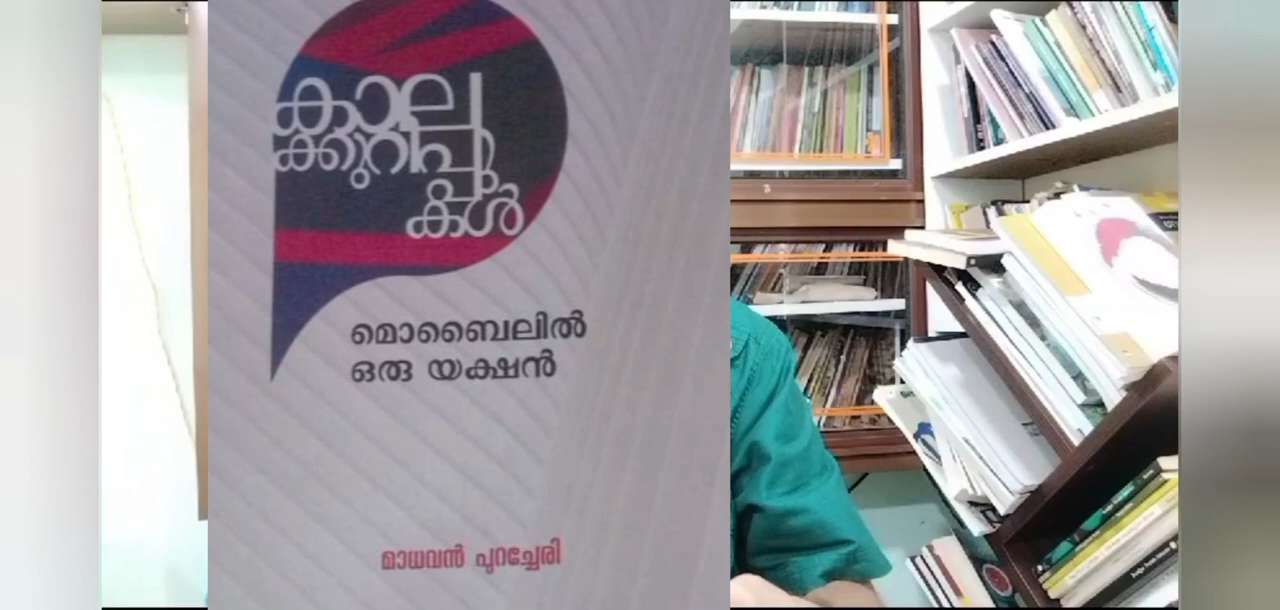 കാല
ക്കുറിപ്പു
കൾ
മൊബൈലിൽ
ഒരു യക്ഷൻ
മാധവൻ പുറച്ചേരി